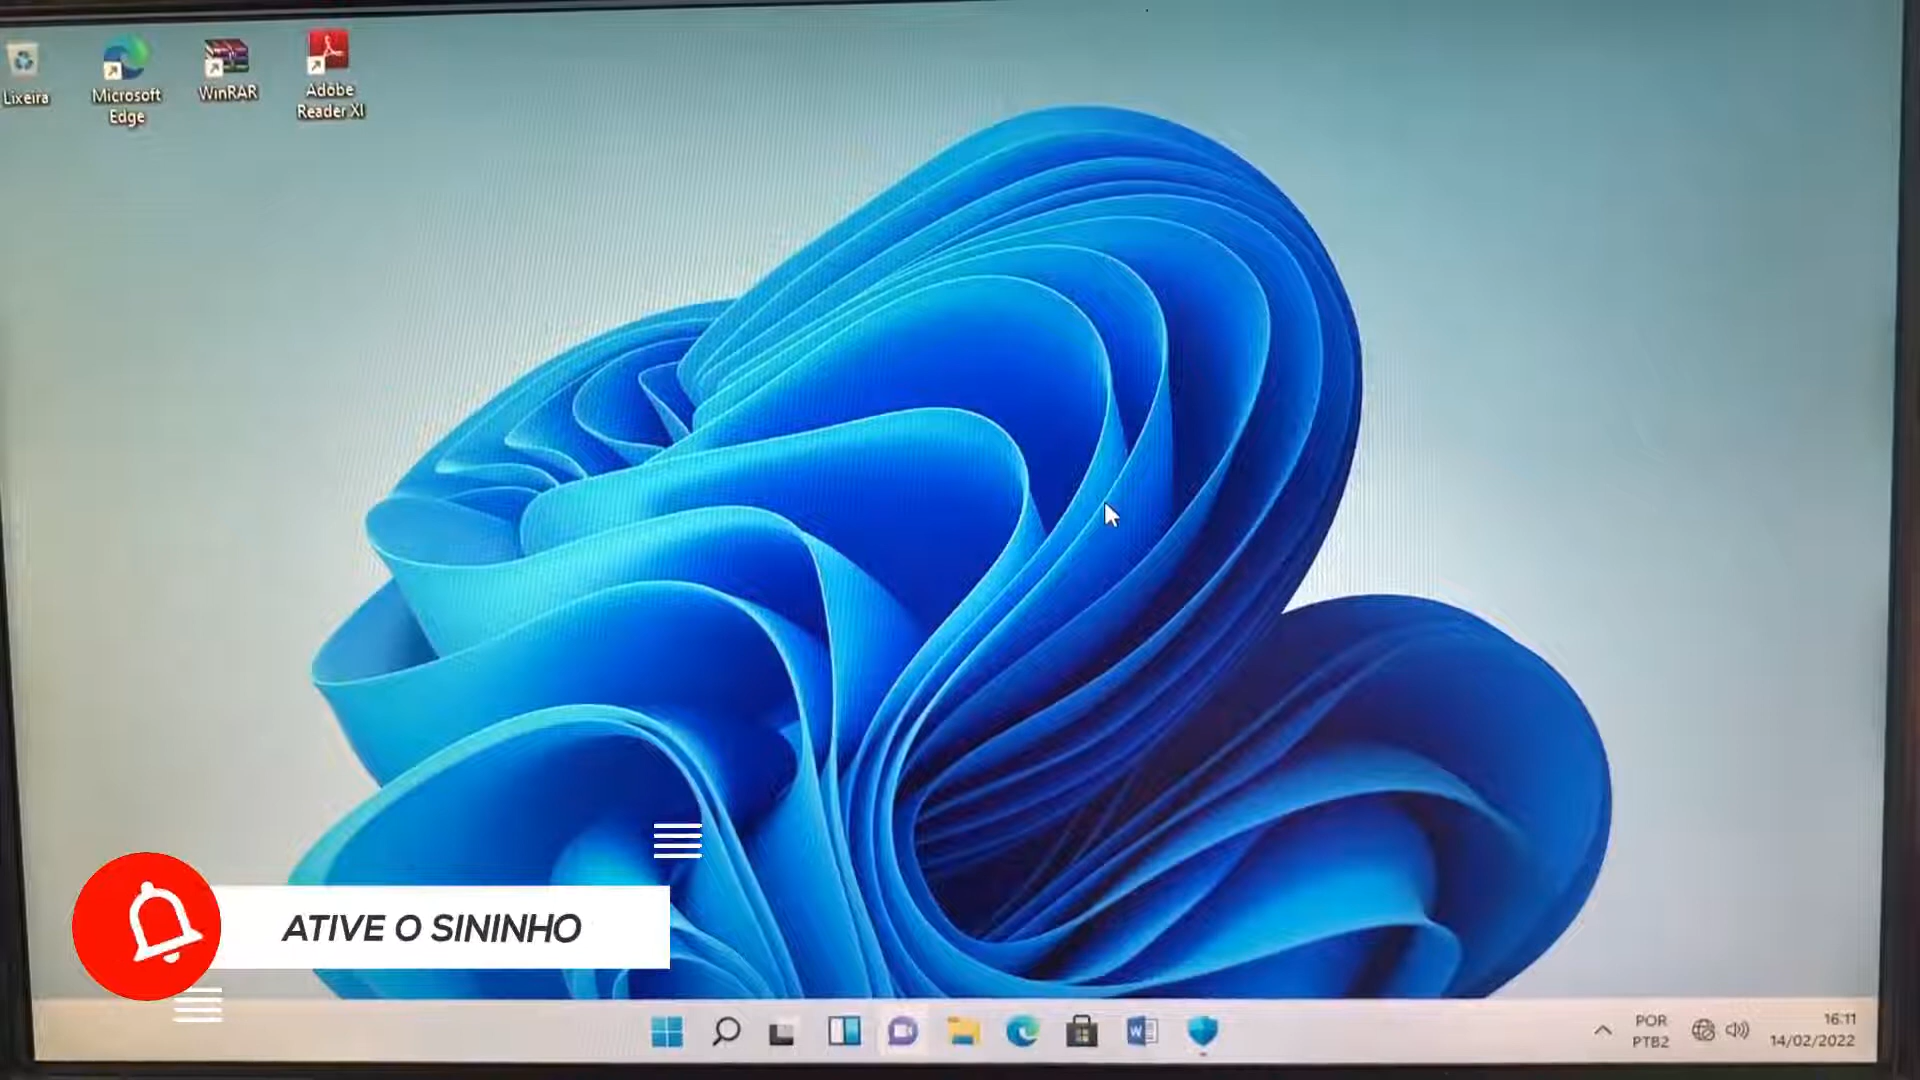 Lixeira
Microsoft
Edge
WinRAR
Adobe
Reader XI
ATIVE O SININHO
POR
PTB2
16:11
14/02/2022